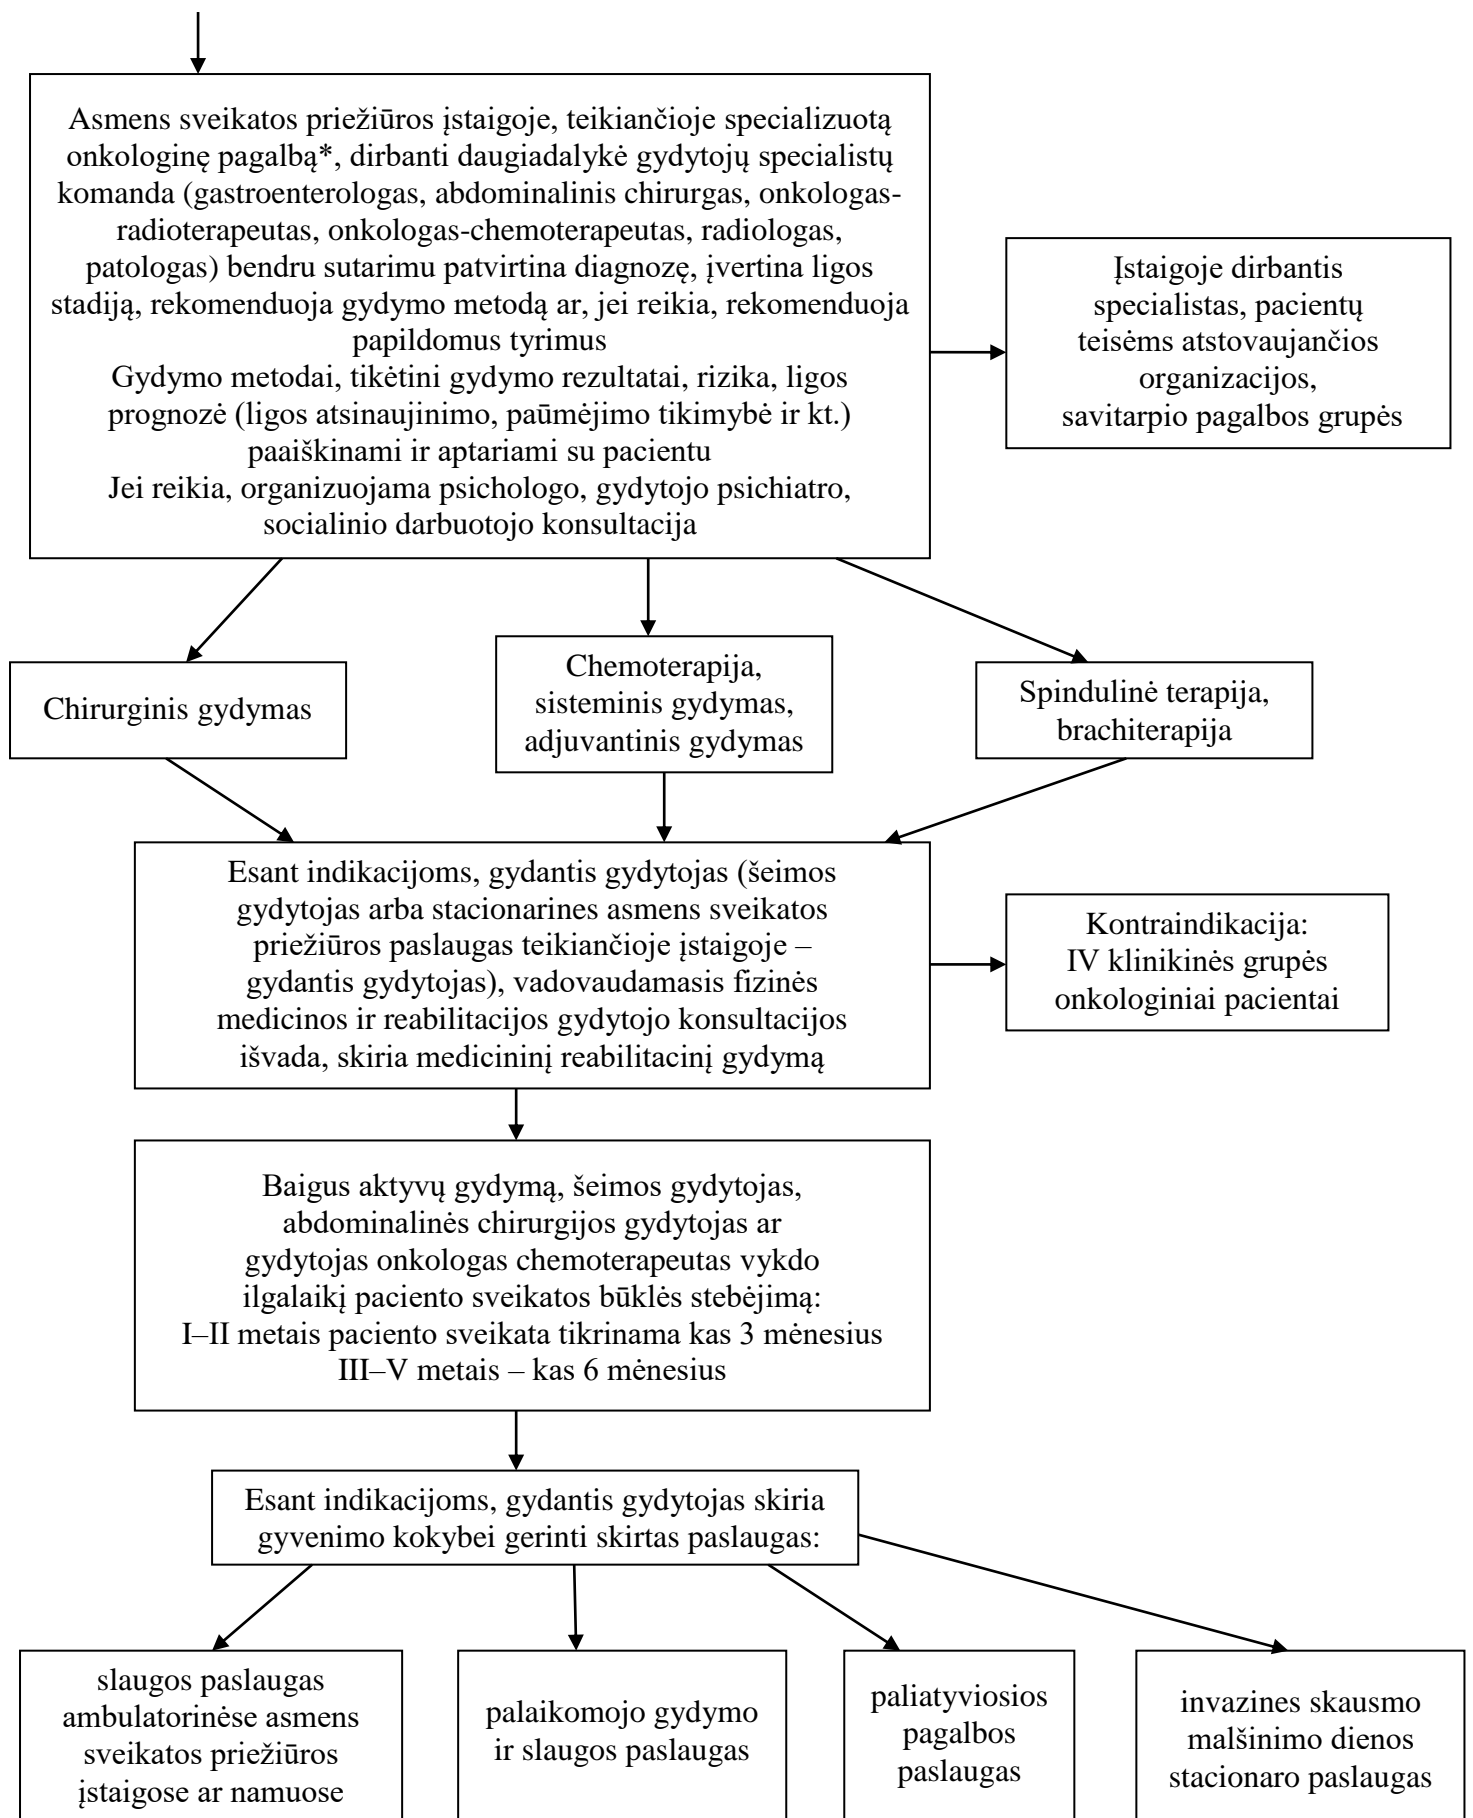 Asmens sveikatos priežiūros įstaigoje, teikiančioje specializuotą
onkologinę pagalbą*, dirbanti daugiadalykė gydytojų specialistų
komanda (gastroenterologas, abdominalinis chirurgas, onkologas-
radioterapeutas, onkologas-chemoterapeutas, radiologas,
patologas) bendru sutarimu patvirtina diagnozę, įvertina ligos
stadiją, rekomenduoja gydymo metodą ar, jei reikia, rekomenduoja
papildomus tyrimus
Gydymo metodai, tikėtini gydymo rezultatai, rizika, ligos
prognozė (ligos atsinaujinimo, paūmėjimo tikimybė ir kt.)
paaiškinami ir aptariami su pacientu
Jei reikia, organizuojama psichologo, gydytojo psichiatro,
socialinio darbuotojo konsultacija
Įstaigoje dirbantis
specialistas, pacientų
teisėms atstovaujančios
organizacijos,
savitarpio pagalbos grupės
Chirurginis gydymas
Chemoterapija,
sisteminis gydymas,
adjuvantinis gydymas
Spindulinė terapija,
brachiterapija
Esant indikacijoms, gydantis gydytojas (šeimos
gydytojas arba stacionarines asmens sveikatos
priežiūros paslaugas teikiančioje įstaigoje –
gydantis gydytojas), vadovaudamasis fizinės
medicinos ir reabilitacijos gydytojo konsultacijos
išvada, skiria medicininį reabilitacinį gydymą
Kontraindikacija:
IV klinikinės grupės
onkologiniai pacientai
Baigus aktyvų gydymą, šeimos gydytojas,
abdominalinės chirurgijos gydytojas ar
gydytojas onkologas chemoterapeutas vykdo
ilgalaikį paciento sveikatos būklės stebėjimą:
I–II metais paciento sveikata tikrinama kas 3 mėnesius
III–V metais – kas 6 mėnesius
Esant indikacijoms, gydantis gydytojas skiria
gyvenimo kokybei gerinti skirtas paslaugas:
slaugos paslaugas
ambulatorinėse asmens
sveikatos priežiūros
įstaigose ar namuose
palaikomojo gydymo
ir slaugos paslaugas
paliatyviosios
pagalbos
paslaugas
invazines skausmo
malšinimo dienos
stacionaro paslaugas